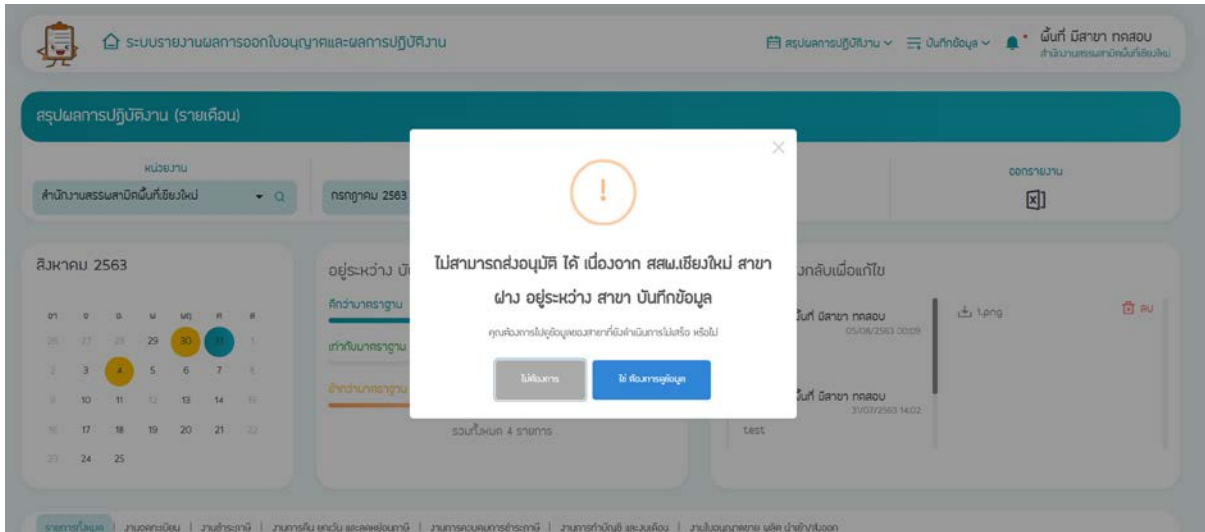 ระบบรายงานผลการออกใบอนุญาตและผลการปฏิบัติงาน
สรุปผลการปฏิบัติงาน
บันทึกข้อมูล
พื้นที่ มีสาขา ทดสอบ
สำนักงานสรรพสามิตพื้นที่เชียงใหม่
สรุปผลการปฏิบัติงาน (รายเดือน)
หน่วยงาน
ออกรายงาน
สำนักงานสรรพสามิตพื้นที่เชียงใหม่
กรกฎาคม 2563
ไม่สามารถส่งอนุมัติ ได้ เนื่องจาก สสพ.เชียงใหม่ สาขา
ฝาง อยู่ระหว่าง สาขา บันทึกข้อมูล
คุณต้องการไปดูข้อมูลของสาขาที่ยังดำเนินการไม่เสร็จ หรือไม่
ไม่ต้องการ
ใช่ ต้องการดูข้อมูล
สิงหาคม 2563
อา จ อ พ พฤ ศ ส
26 27 28 29 30 31 1
2 3 4 5 6 7 8
9 10 11 12 13 14 15
16 17 18 19 20 21 22
23 24 25
อยู่ระหว่าง
ดีกว่ามาตราฐาน
เท่ากับมาตราฐาน
ช้ากว่ามาตราฐาน
รวมทั้งหมด 4 รายการ
กลับเพื่อแก้ไข
มีสาขา ทดสอบ
05/08/2563 00:09
1.png
ลบ
มีสาขา ทดสอบ
31/07/2563 14:02
test
รายการทั้งหมด | งานจดทะเบียน | งานชำระภาษี | งานการคืน ยกเว้น และลดหย่อนภาษี | งานการควบคุมการชำระภาษี | งานการทำบัญชี และงบเดือน | งานใบอนุญาตขาย ผลิต นำเข้า/ส่งออก